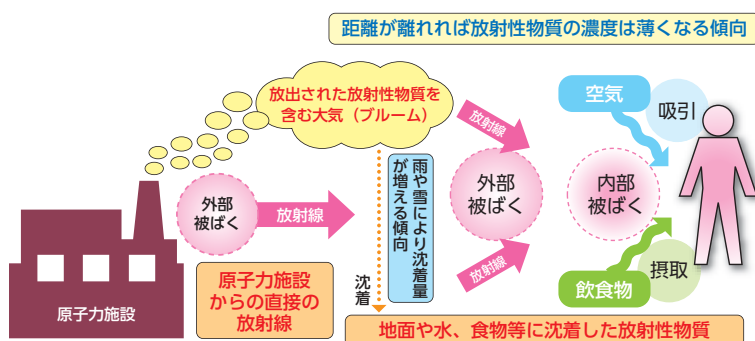 距離が離れれば放射性物質の濃度は薄くなる傾向
放出された放射性物質を
含む大気（プルーム）
空気
吸引
放射線
外部
被ばく
放射線
雨や雪により沈着量
が増える傾向
外部
被ばく
内部
被ばく
放射線
原子力施設
原子力施設
からの直接の
放射線
沈着
飲食物
摂取
地面や水、食物等に沈着した放射性物質